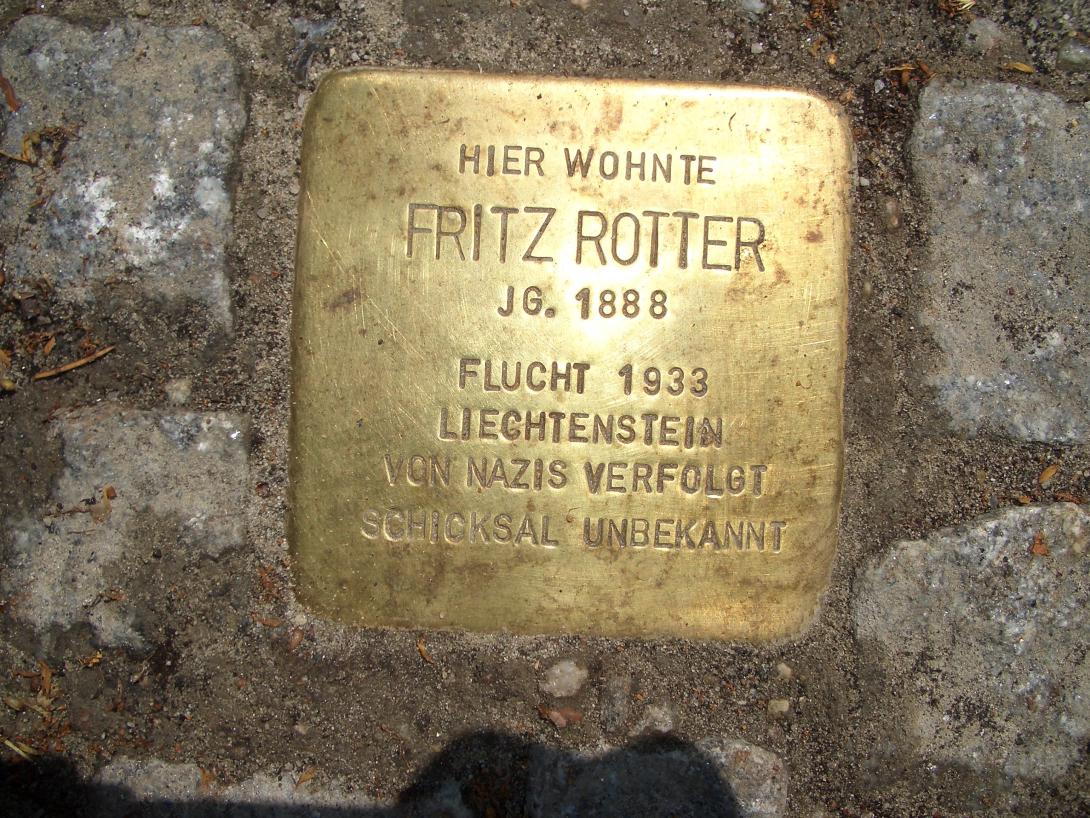 HIER WOHNTE
FRITZ ROTTER
JG. 1888
FLUCHT 1933
LIECHTENSTEIN
VON NAZIS VERFOLGT
SCHICKSAL UNBEKANNT